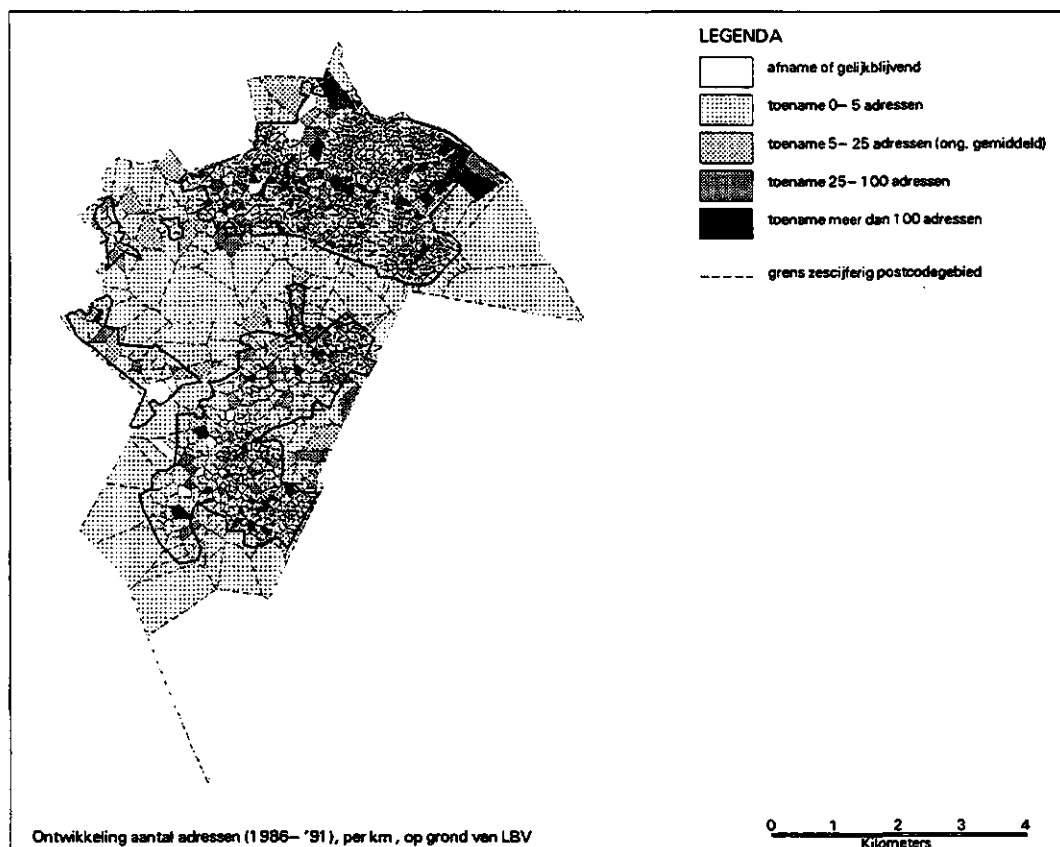 LEGENDA
afname of gelijkblijvend
toename 0– 5 adressen
toename 5– 25 adressen (ong. gemiddeld)
toename 25– 100 adressen
toename meer dan 100 adressen
grens zescijferig postcodegebied
Ontwikkeling aantal adressen (1986– '91), per km , op grond van LBV
0 1 2 3 4
Kilometers